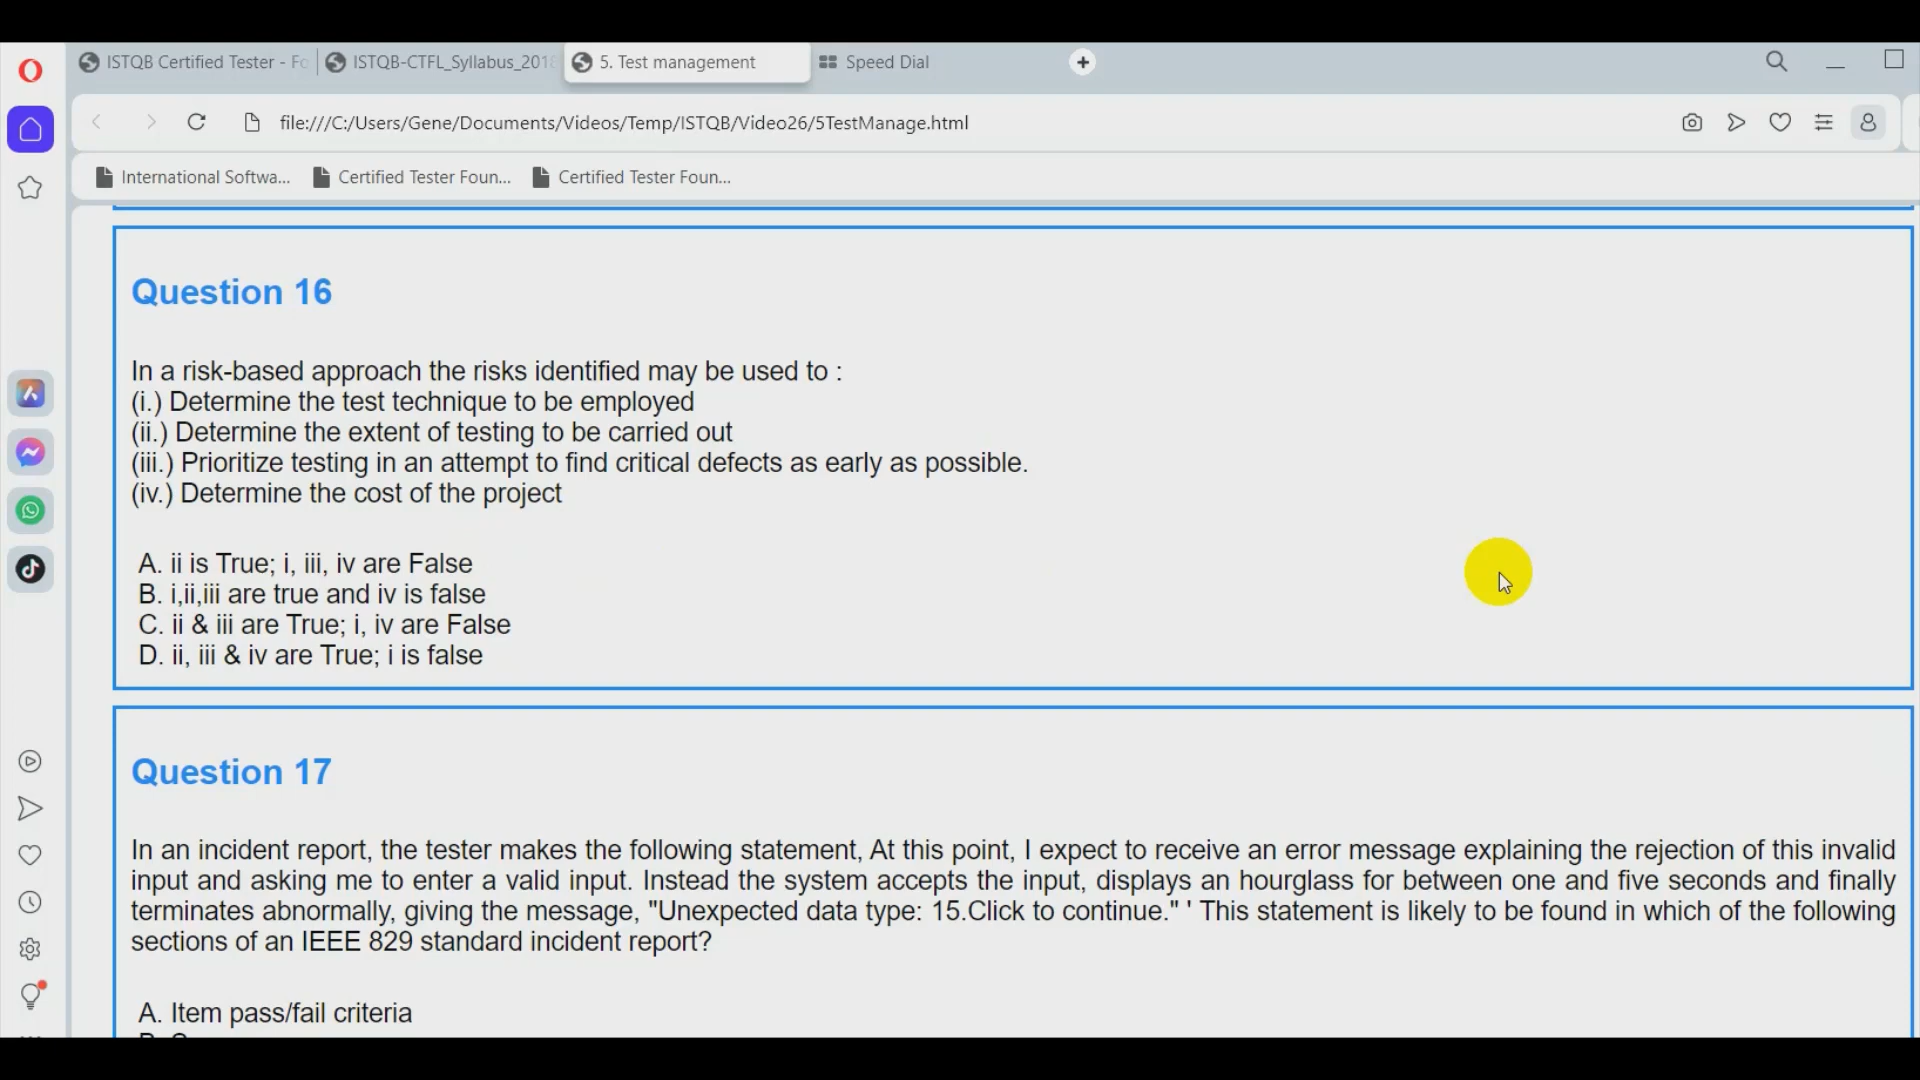 ISTQB Certified Tester - Fo
ISTQB-CTFL_Syllabus_2018
5. Test management
Speed Dial
file:///C:/Users/Gene/Documents/Videos/Temp/ISTQB/Video26/5TestManage.html
International Softwa...
Certified Tester Foun...
Certified Tester Foun...
Question 16
In a risk-based approach the risks identified may be used to :
(i.) Determine the test technique to be employed
(ii.) Determine the extent of testing to be carried out
(iii.) Prioritize testing in an attempt to find critical defects as early as possible.
(iv.) Determine the cost of the project
A. ii is True; i, iii, iv are False
B. i,ii,iii are true and iv is false
C. ii & iii are True; i, iv are False
D. ii, iii & iv are True; i is false
Question 17
In an incident report, the tester makes the following statement, At this point, I expect to receive an error message explaining the rejection of this invalid
input and asking me to enter a valid input. Instead the system accepts the input, displays an hourglass for between one and five seconds and finally
terminates abnormally, giving the message, "Unexpected data type: 15.Click to continue." ' This statement is likely to be found in which of the following
sections of an IEEE 829 standard incident report?
A. Item pass/fail criteria